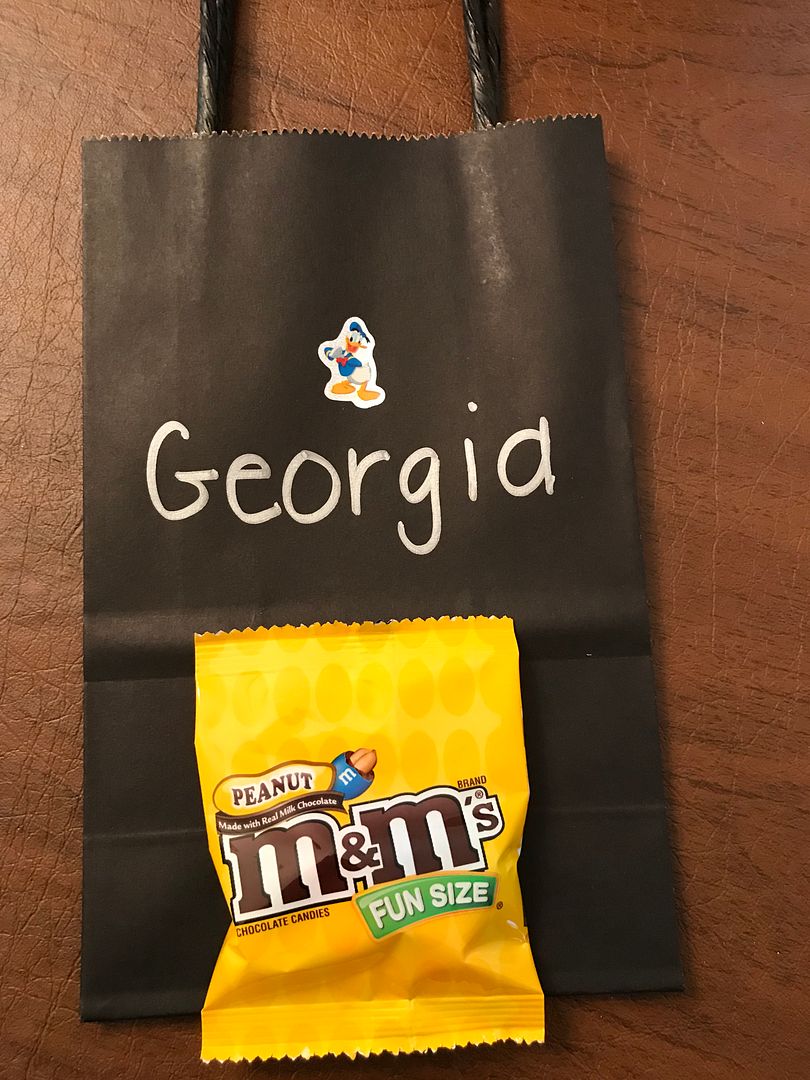 Georgia
PEANUT
m
Made with Real Milk Chocolate
BRAND
m&m's®
FUN SIZE®
CHOCOLATE CANDIES